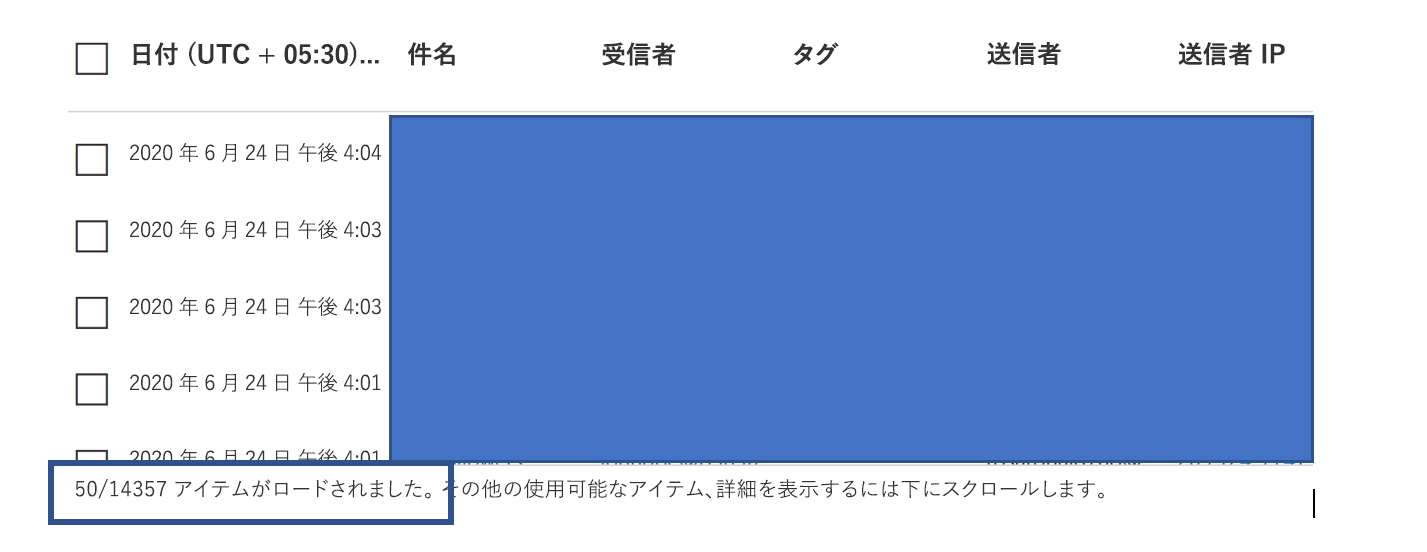 日付 (UTC + 05:30)... 件名 受信者 タグ 送信者 送信者 IP
2020 年 6 月 24 日 午後 4:04
2020 年 6 月 24 日 午後 4:03
2020 年 6 月 24 日 午後 4:03
2020 年 6 月 24 日 午後 4:01
2020 年 6 月 24 日 午後 4:01
50/14357 アイテムがロードされました。その他の使用可能なアイテム、詳細を表示するには下にスクロールします。